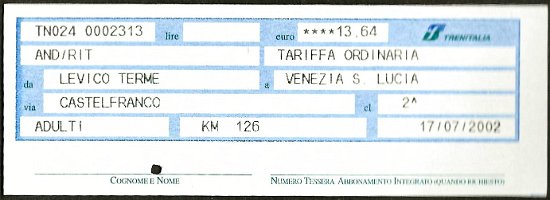 TN024 0002313 lire euro ****13,64 TRENITALIA
AND/RIT TARIFFA ORDINARIA
da LEVICO TERME a VENEZIA S. LUCIA
via CASTELFRANCO cl 2^
ADULTI KM 126 17/07/2002
COGNOME E NOME NUMERO TESSERA ABBONAMENTO INTEGRATO (QUANDO RICHIESTO)